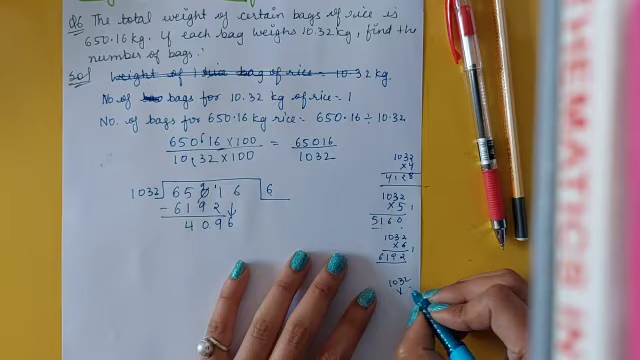 Q6 The total weight of certain bags of rice is
650.16 kg. If each bag weighs 10.32 kg, find the
number of bags.
Sol Weight of 1 rice bag of rice = 10.32 kg.
No of bags for 10.32 kg of rice = 1
No. of bags for 650.16 kg rice = 650.16 ÷ 10.32
650.16 × 100 = 65016
10.32 × 100 1032
1032 65016 6
- 6192
4096
1032
×4
4128
1032
×5
5160
1032
×6
6192
1032
HEMATICS IN